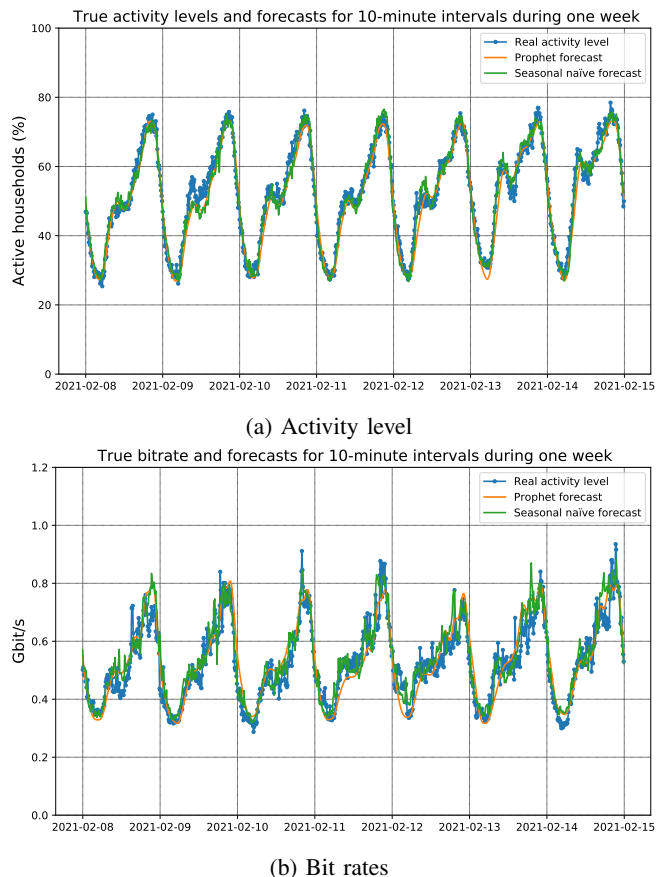 True activity levels and forecasts for 10-minute intervals during one week
100
80
60
40
20
0
Active households (%)
Real activity level
Prophet forecast
Seasonal naïve forecast
2021-02-08 2021-02-09 2021-02-10 2021-02-11 2021-02-12 2021-02-13 2021-02-14 2021-02-15
(a) Activity level
True bitrate and forecasts for 10-minute intervals during one week
1.2
1.0
0.8
0.6
0.4
0.2
0.0
Gbit/s
Real activity level
Prophet forecast
Seasonal naïve forecast
2021-02-08 2021-02-09 2021-02-10 2021-02-11 2021-02-12 2021-02-13 2021-02-14 2021-02-15
(b) Bit rates